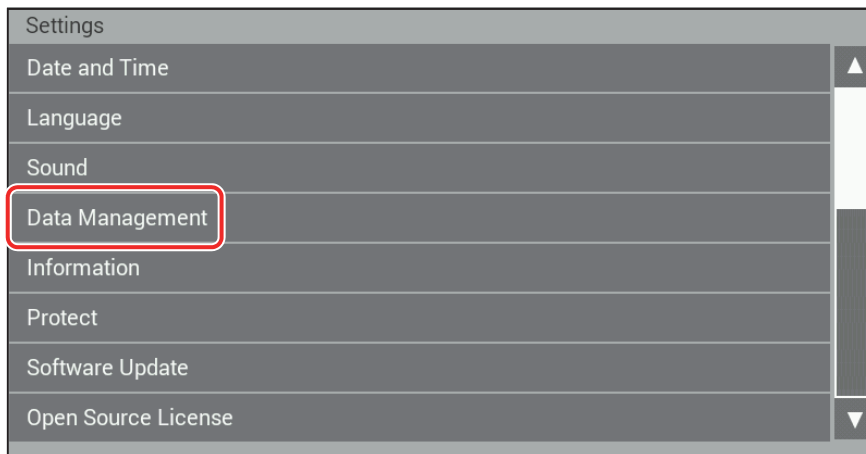 Settings
Date and Time
Language
Sound
Data Management
Information
Protect
Software Update
Open Source License